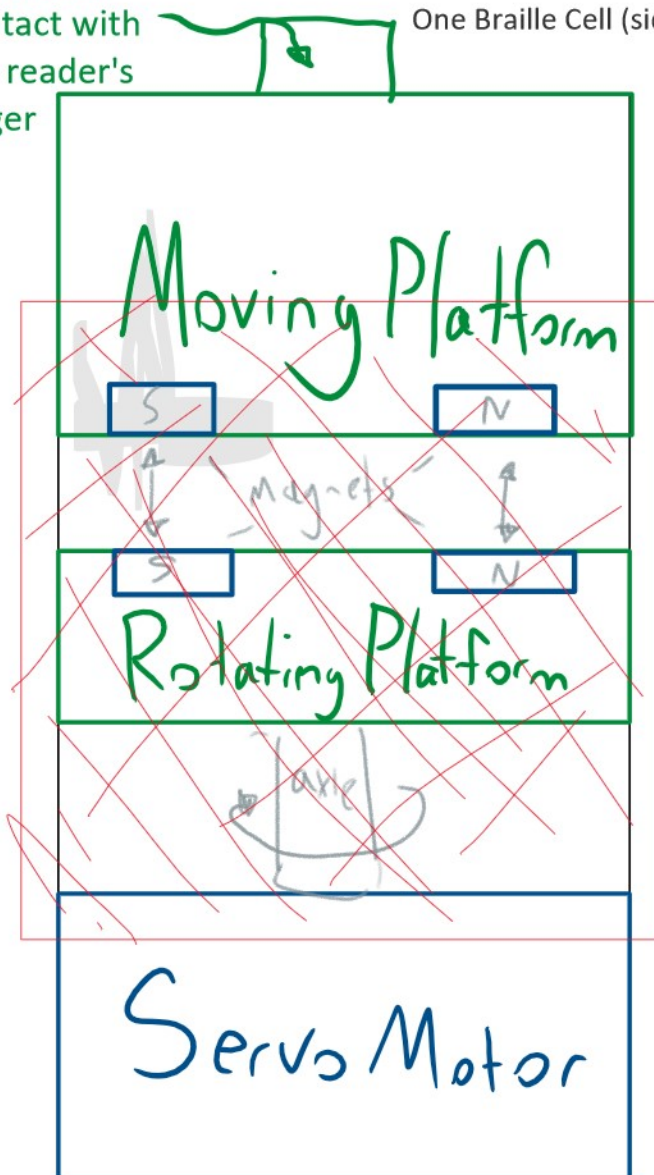 tact with
One Braille Cell (sid
reader's
ger
Moving Platform
S
N
Magnets
S
N
Rotating Platform
axle
Servo Motor